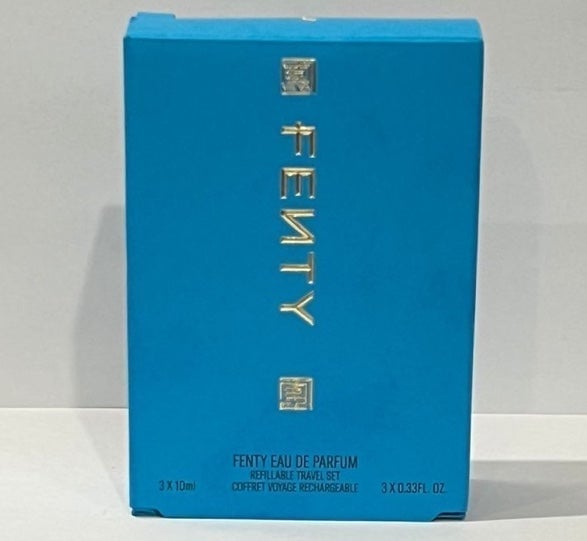 FENTY
FENTY EAU DE PARFUM
REFILLABLE TRAVEL SET
3 X 10ml COFFRET VOYAGE RECHARGEABLE 3 X 0.33FL. OZ.